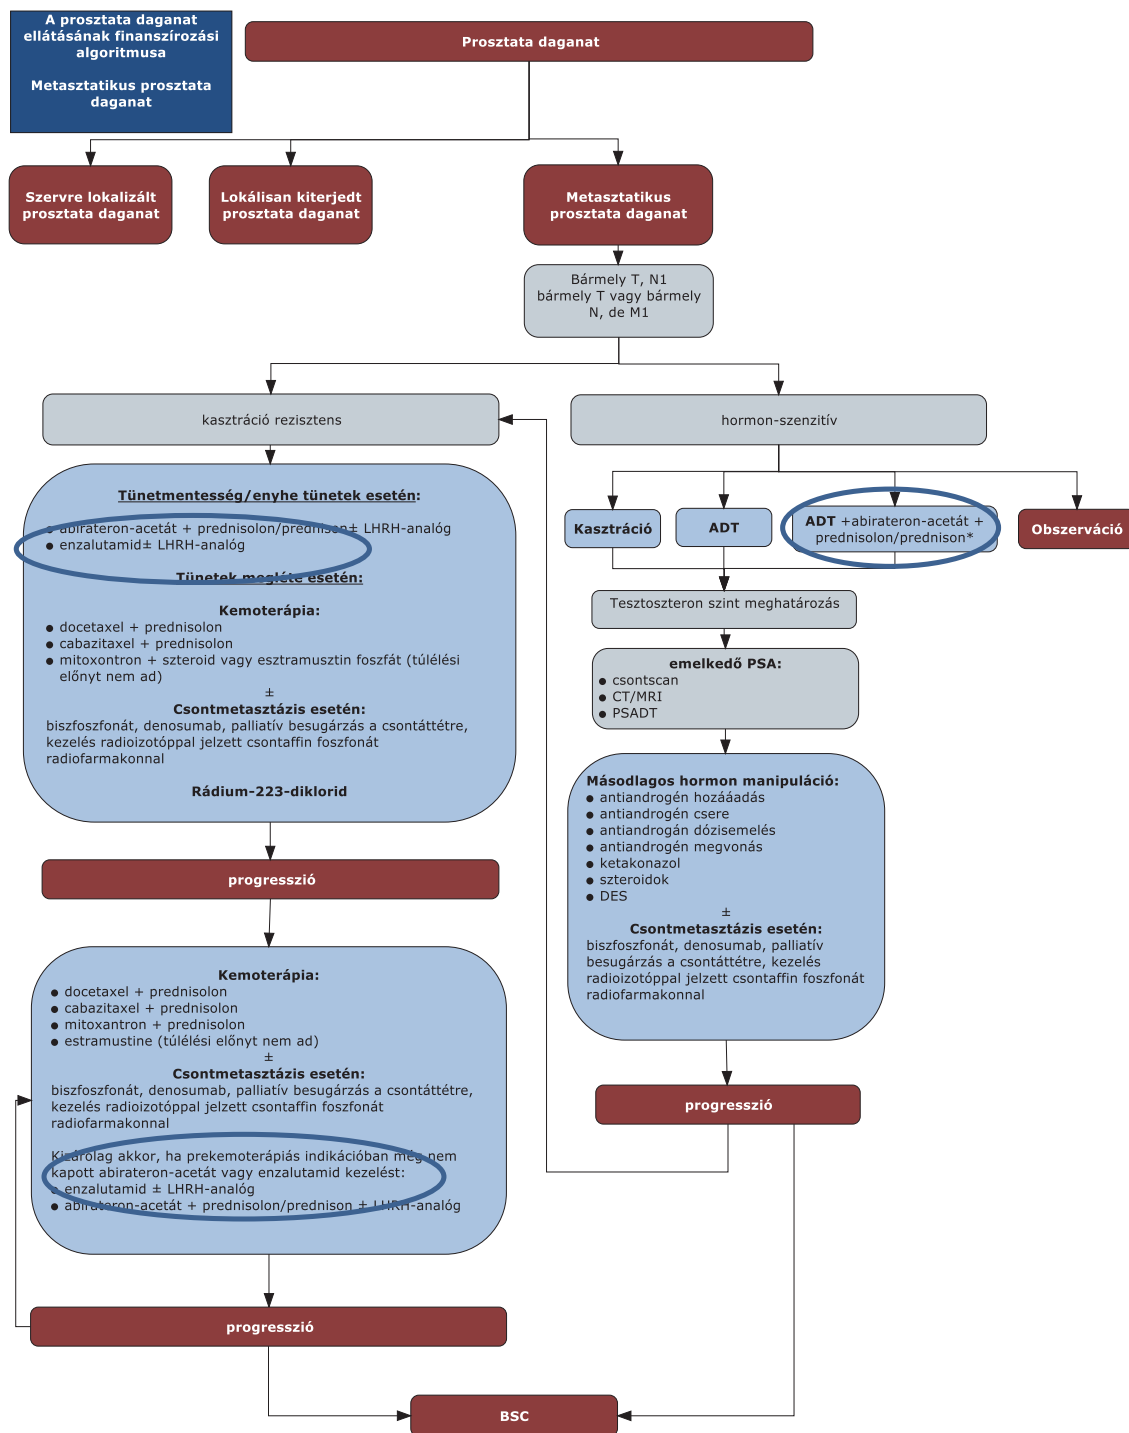 A prosztata daganat
ellátásának finanszírozási
algoritmusa
Metasztatikus prosztata
daganat
Prosztata daganat
Szervre lokalizált
prosztata daganat
Lokálisan kiterjedt
prosztata daganat
Metasztatikus
prosztata daganat
Bármely T, N1
bármely T vagy bármely
N, de M1
kasztráció rezisztens
hormon-szenzitív
Tünetmentesség/enyhe tünetek esetén:
● abirateron-acetát + prednisolon/prednison± LHRH-analóg
● enzalutamid± LHRH-analóg
Tünetek megléte esetén:
Kemoterápia:
● docetaxel + prednisolon
● cabazitaxel + prednisolon
● mitoxontron + szteroid vagy esztramusztin foszfát (túlélési
előnyt nem ad)
±
Csontmetasztázis esetén:
biszfoszfonát, denosumab, palliatív besugárzás a csontáttétre,
kezelés radioizotóppal jelzett csontaffin foszfonát
radiofarmakonnal
Rádium-223-diklorid
Kasztráció
ADT
ADT +abirateron-acetát +
prednisolon/prednison*
Obszerváció
Tesztoszteron szint meghatározás
emelkedő PSA:
● csontscan
● CT/MRI
● PSADT
Másodlagos hormon manipuláció:
● antiandrogén hozááadás
● antiandrogén csere
● antiandrogán dózisemelés
● antiandrogén megvonás
● ketakonazol
● szteroidok
● DES
±
Csontmetasztázis esetén:
biszfoszfonát, denosumab, palliatív
besugárzás a csontáttétre, kezelés
radioizotóppal jelzett csontaffin foszfonát
radiofarmakonnal
progresszió
progresszió
Kemoterápia:
● docetaxel + prednisolon
● cabazitaxel + prednisolon
● mitoxantron + prednisolon
● estramustine (túlélési előnyt nem ad)
±
Csontmetasztázis esetén:
biszfoszfonát, denosumab, palliatív besugárzás a csontáttétre,
kezelés radioizotóppal jelzett csontaffin foszfonát
radiofarmakonnal
Kizárólag akkor, ha prekemoterápiás indikációban még nem
kapott abirateron-acetát vagy enzalutamid kezelést:
● enzalutamid ± LHRH-analóg
● abirateron-acetát + prednisolon/prednison ± LHRH-analóg
progresszió
BSC